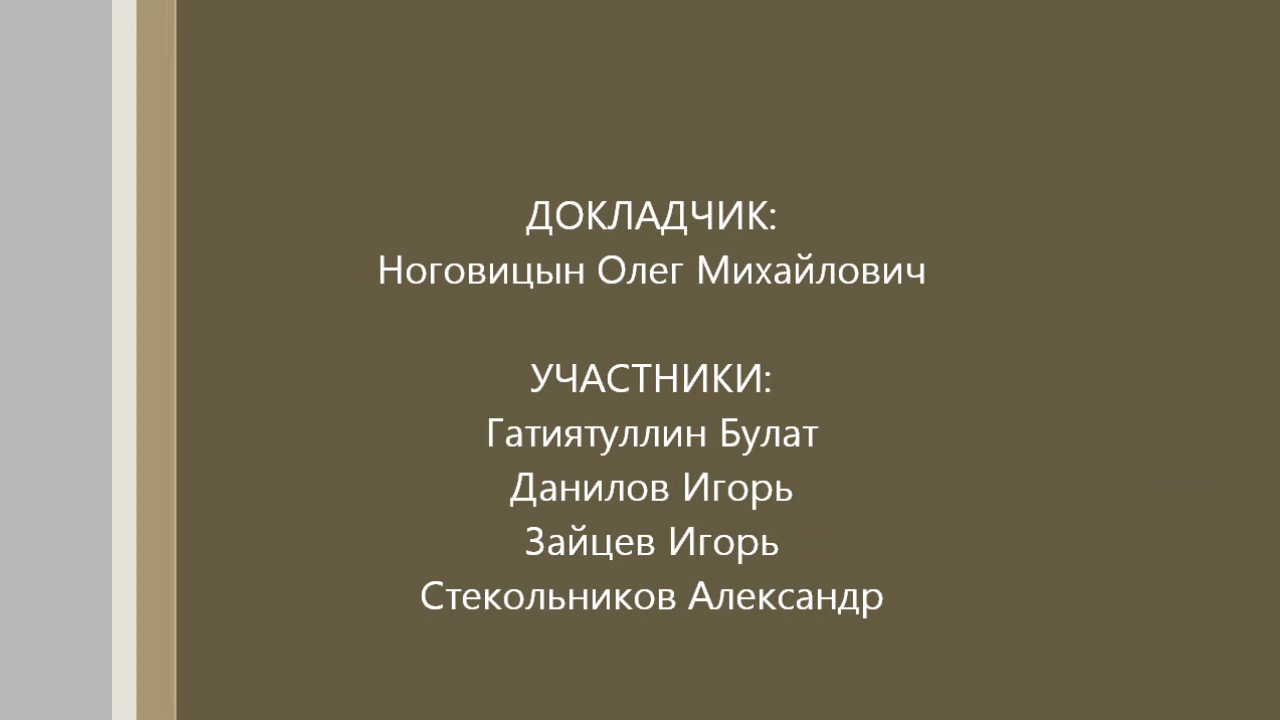 ДОКЛАДЧИК:
Ноговицын Олег Михайлович
УЧАСТНИКИ:
Гатиятуллин Булат
Данилов Игорь
Зайцев Игорь
Стекольников Александр